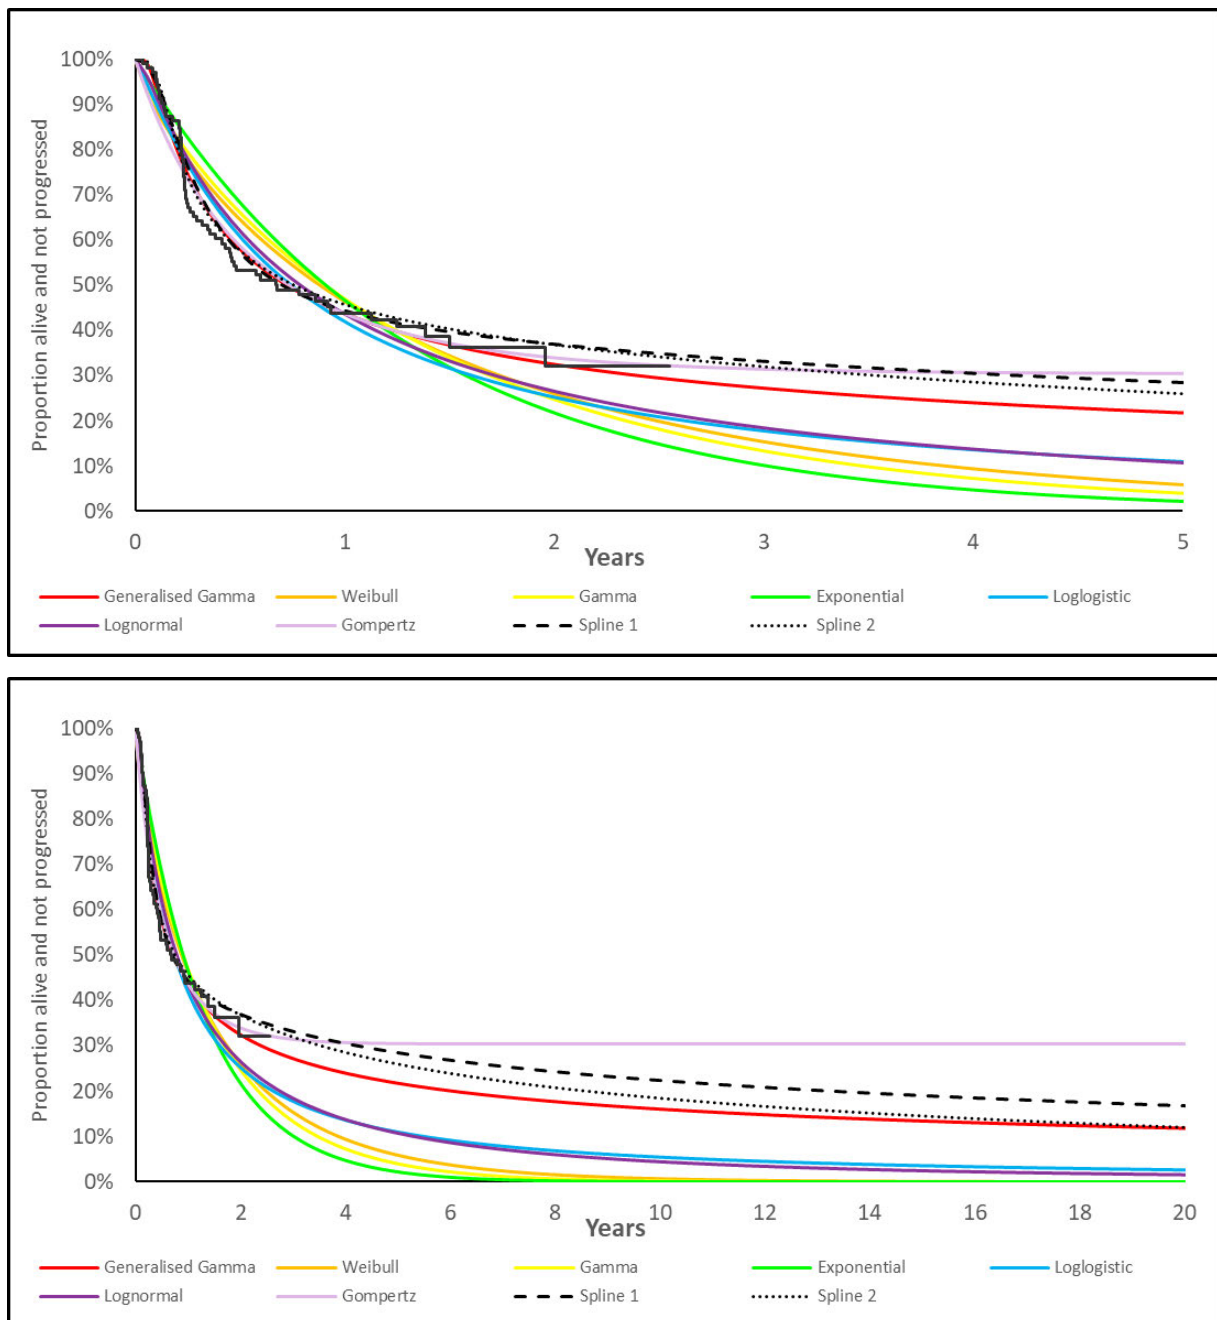 Proportion alive and not progressed
100%
90%
80%
70%
60%
50%
40%
30%
20%
10%
0%
0 1 2 3 4 5
Years
Generalised Gamma Weibull Gamma Exponential Loglogistic
Lognormal Gompertz Spline 1 Spline 2
Proportion alive and not progressed
100%
90%
80%
70%
60%
50%
40%
30%
20%
10%
0%
0 2 4 6 8 10 12 14 16 18 20
Years
Generalised Gamma Weibull Gamma Exponential Loglogistic
Lognormal Gompertz Spline 1 Spline 2